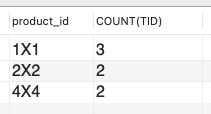 product_id COUNT(TID)
1X1 3
2X2 2
4X4 2